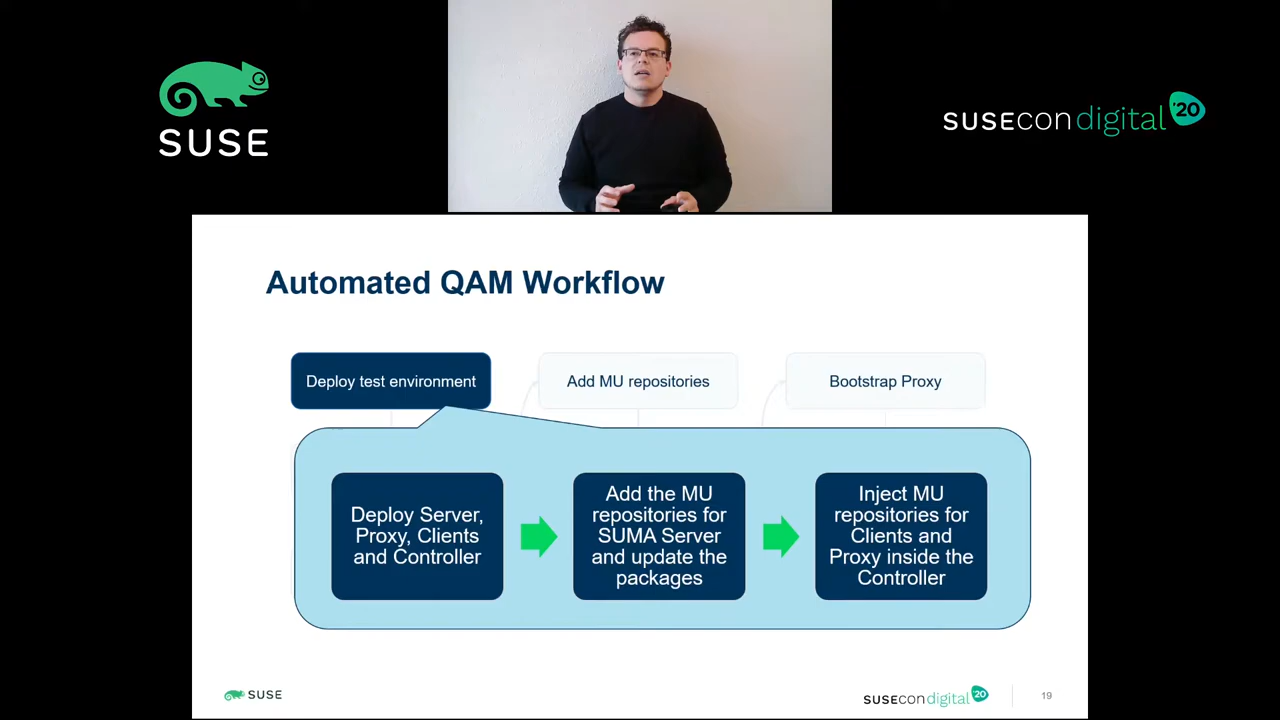 SUSE
SUSEcon digital '20
Automated QAM Workflow
Deploy test environment
Add MU repositories
Bootstrap Proxy
Deploy Server,
Proxy, Clients
and Controller
Add the MU
repositories for
SUMA Server
and update the
packages
Inject MU
repositories for
Clients and
Proxy inside the
Controller
SUSE
SUSEcon digital '20
19